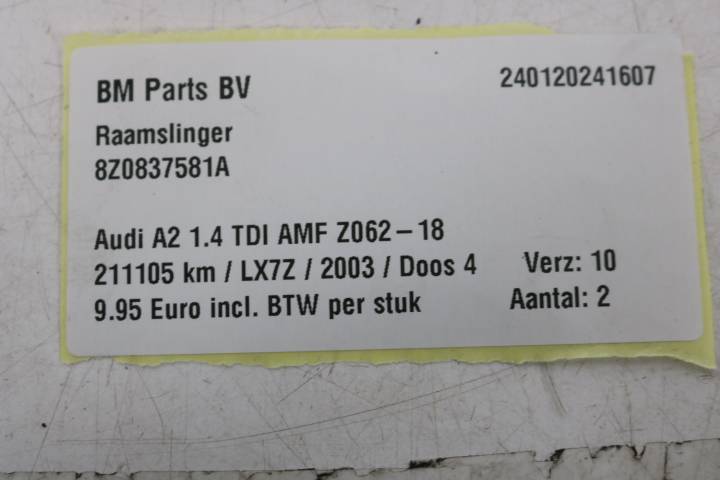 BM Parts BV 240120241607
Raamslinger
8Z0837581A
Audi A2 1.4 TDI AMF Z062-18
211105 km / LX7Z / 2003 / Doos 4 Verz: 10
9.95 Euro incl. BTW per stuk Aantal: 2